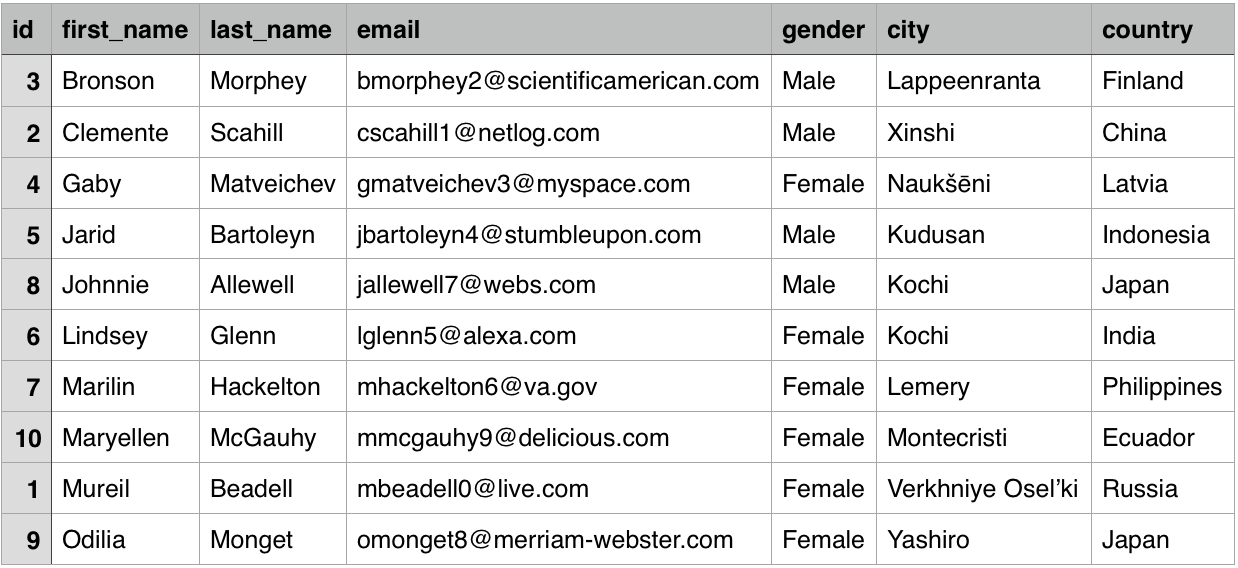 id first_name last_name email gender city country
3 Bronson Morphey bmorphey2@scientificamerican.com Male Lappeenranta Finland
2 Clemente Scahill cscahill1@netlog.com Male Xinshi China
4 Gaby Matveichev gmatveichev3@myspace.com Female Naukšēni Latvia
5 Jarid Bartoleyn jbartoleyn4@stumbleupon.com Male Kudusan Indonesia
8 Johnnie Allewell jallewell7@webs.com Male Kochi Japan
6 Lindsey Glenn lglenn5@alexa.com Female Kochi India
7 Marilin Hackelton mhackelton6@va.gov Female Lemery Philippines
10 Maryellen McGauhy mmcgauhy9@delicious.com Female Montecristi Ecuador
1 Mureil Beadell mbeadell0@live.com Female Verkhniye Osel’ki Russia
9 Odilia Monget omonget8@merriam-webster.com Female Yashiro Japan